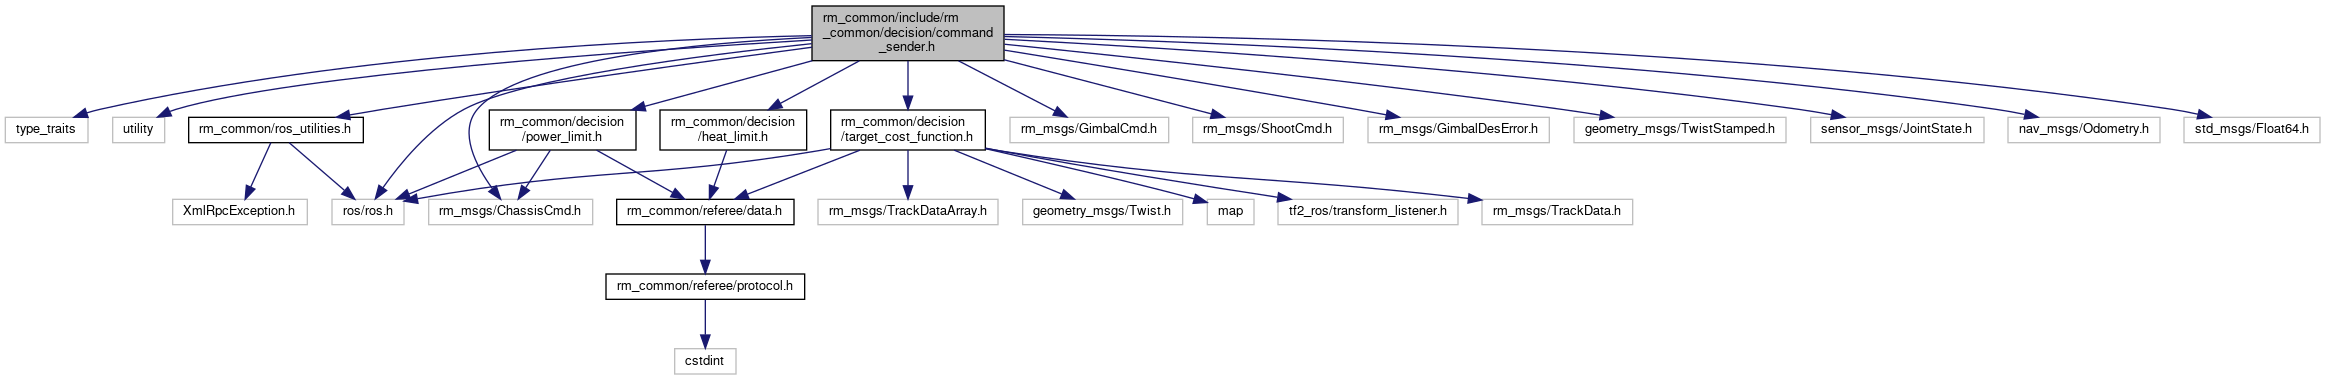 rm_common/include/rm
_common/decision/command
_sender.h
type_traits
utility
rm_common/ros_utilities.h
rm_common/decision
/power_limit.h
rm_common/decision
/heat_limit.h
rm_common/decision
/target_cost_function.h
rm_msgs/GimbalCmd.h
rm_msgs/ShootCmd.h
rm_msgs/GimbalDesError.h
geometry_msgs/TwistStamped.h
sensor_msgs/JointState.h
nav_msgs/Odometry.h
std_msgs/Float64.h
XmlRpcException.h
ros/ros.h
rm_msgs/ChassisCmd.h
rm_common/referee/data.h
rm_msgs/TrackDataArray.h
geometry_msgs/Twist.h
map
tf2_ros/transform_listener.h
rm_msgs/TrackData.h
rm_common/referee/protocol.h
cstdint